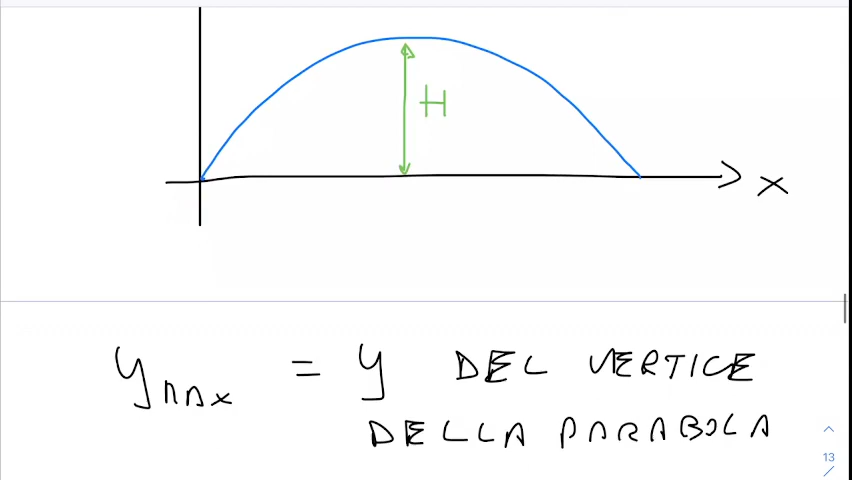 H
x
y max = y DEL VERTICE
DELLA PARABOLA
13